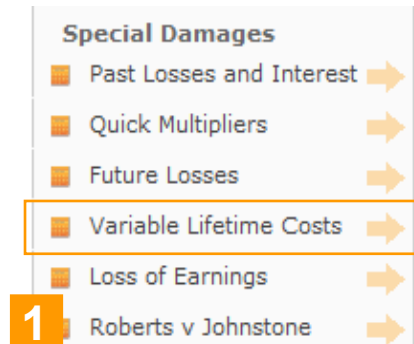 Special Damages
Past Losses and Interest
Quick Multipliers
Future Losses
Variable Lifetime Costs
Loss of Earnings
1 Roberts v Johnstone